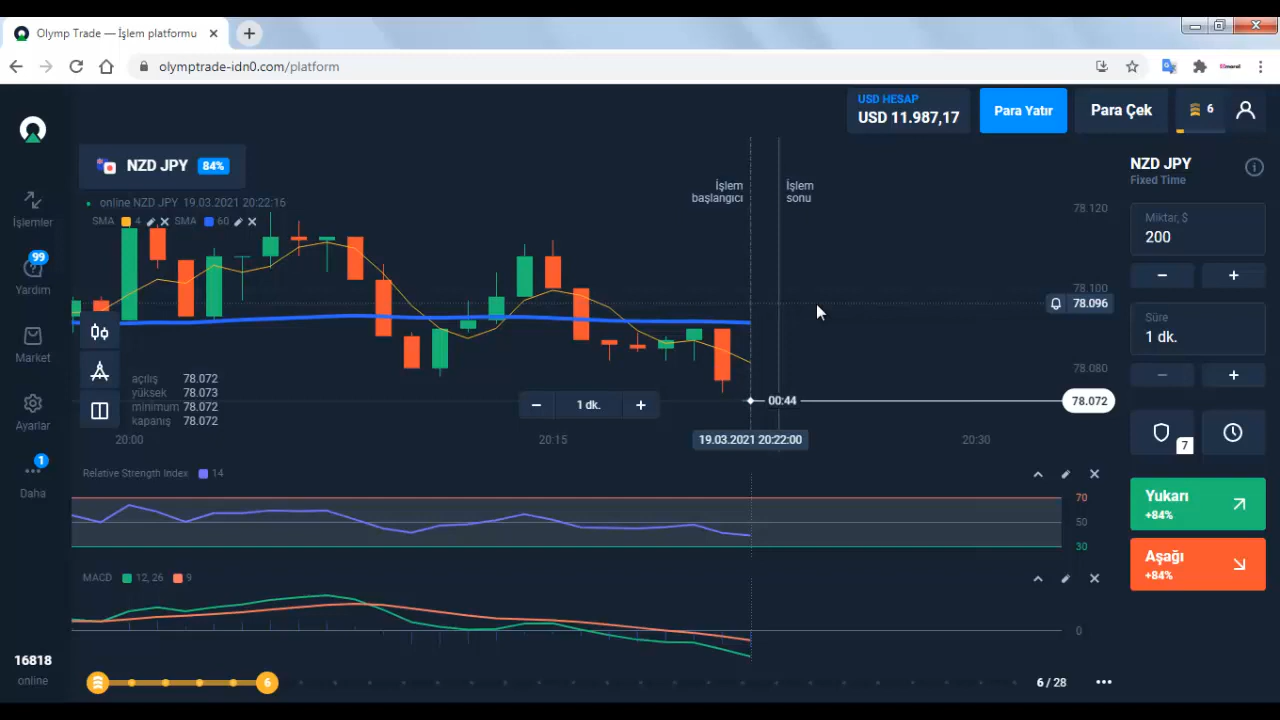 Olymp Trade — İşlem platformu
olymptrade-idn0.com/platform
USD HESAP
USD 11.987,17
Para Yatır
Para Çek
6
NZD JPY 84%
online NZD JPY 19.03.2021 20:22:16
SMA 4 SMA 60
İşlem
başlangıcı
İşlem
sonu
78.120
78.100
78.096
78.080
78.072
açılış 78.072
yüksek 78.073
minimum 78.072
kapanış 78.072
− 1 dk. +
00:44
20:00
20:15
19.03.2021 20:22:00
20:30
Relative Strength Index 14
70
50
30
MACD 12, 26 9
0
İşlemler
99
Yardım
Market
Ayarlar
1
Daha
16818
online
6
6 / 28
NZD JPY
Fixed Time
Miktar, $
200
− +
Süre
1 dk.
− +
7
Yukarı
+84%
Aşağı
+84%